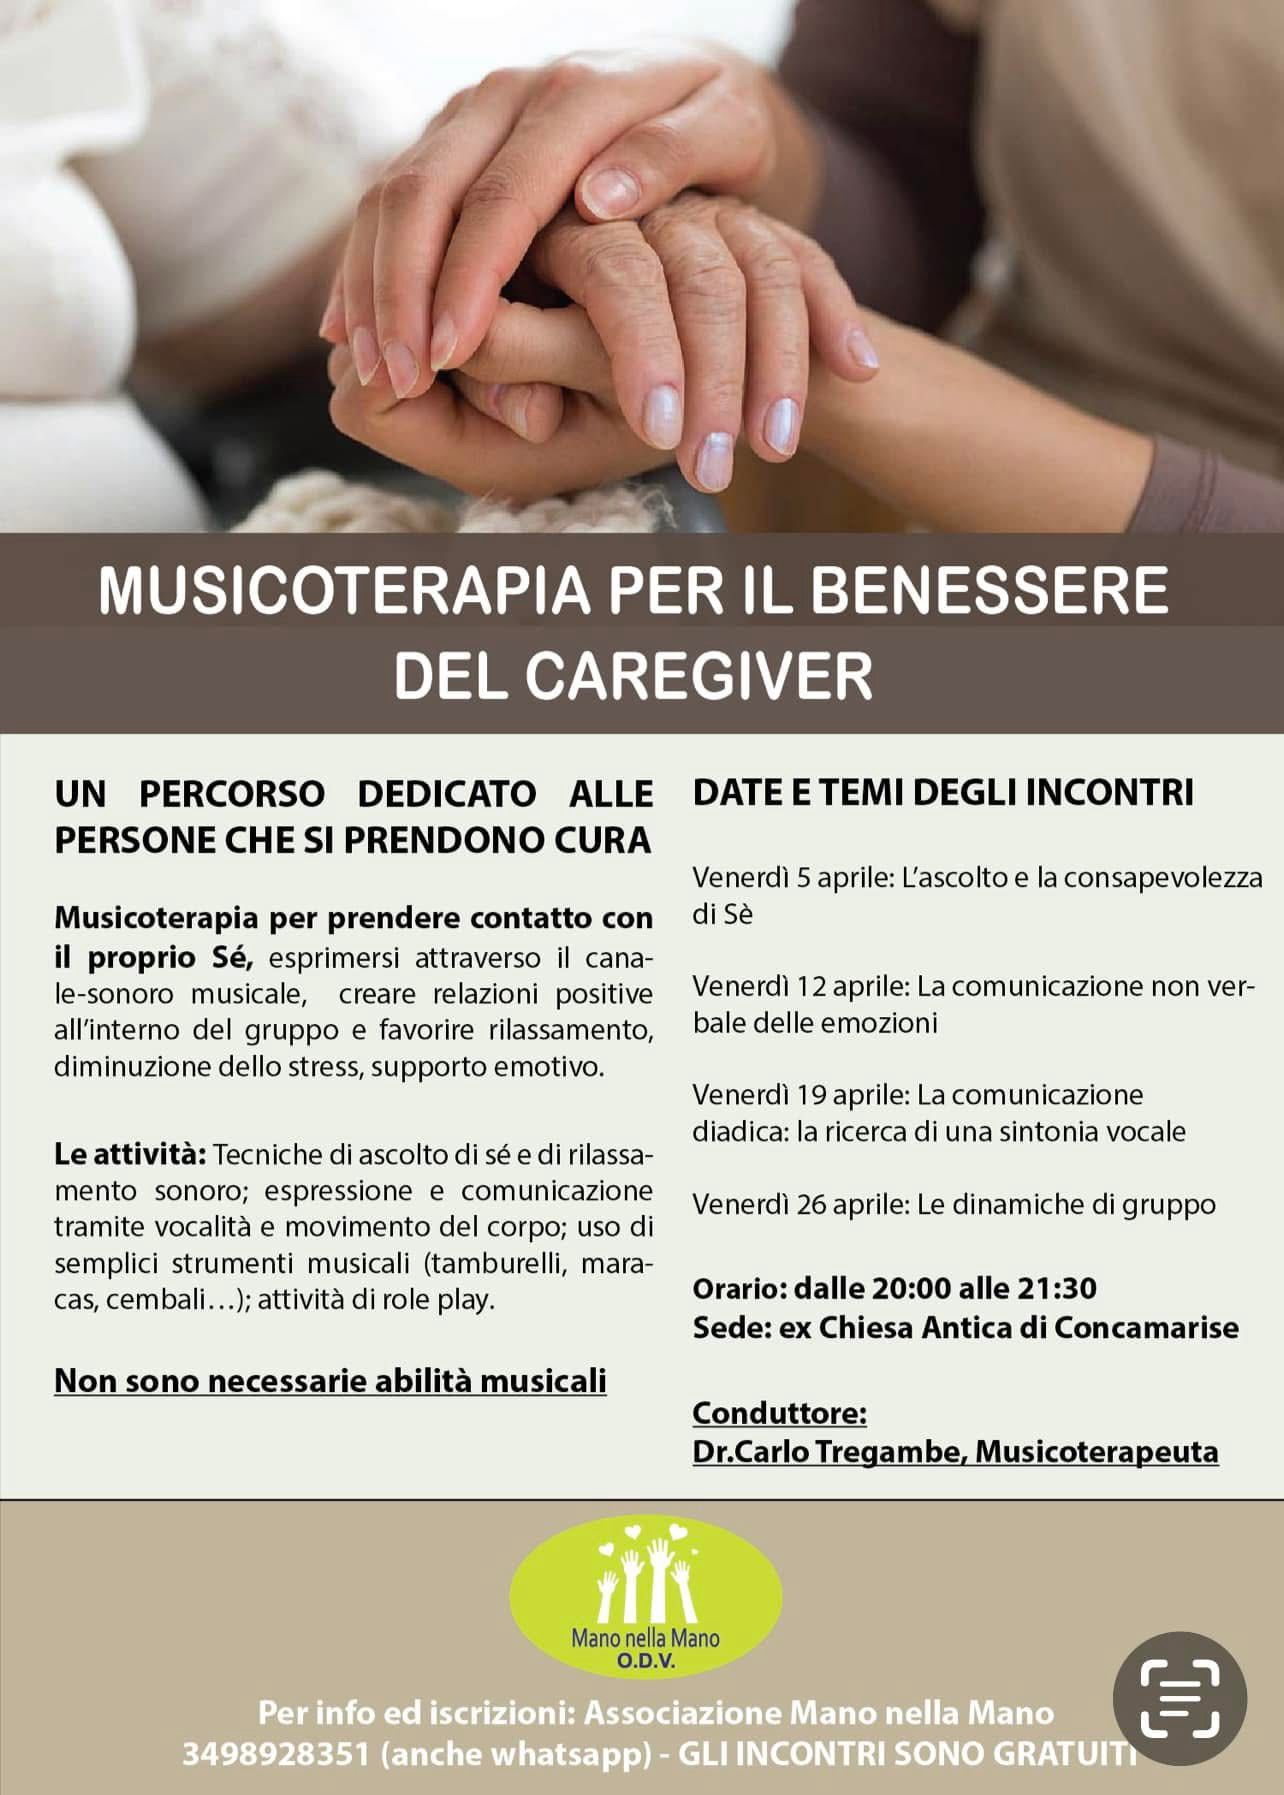 MUSICOTERAPIA PER IL BENESSERE
DEL CAREGIVER
UN PERCORSO DEDICATO ALLE
PERSONE CHE SI PRENDONO CURA
Musicoterapia per prendere contatto con
il proprio Sé, esprimersi attraverso il cana-
le-sonoro musicale, creare relazioni positive
all'interno del gruppo e favorire rilassamento,
diminuzione dello stress, supporto emotivo.
Le attività: Tecniche di ascolto di sé e di rilassa-
mento sonoro; espressione e comunicazione
tramite vocalità e movimento del corpo; uso di
semplici strumenti musicali (tamburelli, mara-
cas, cembali…); attività di role play.
Non sono necessarie abilità musicali
DATE E TEMI DEGLI INCONTRI
Venerdì 5 aprile: L'ascolto e la consapevolezza
di Sè
Venerdì 12 aprile: La comunicazione non ver-
bale delle emozioni
Venerdì 19 aprile: La comunicazione
diadica: la ricerca di una sintonia vocale
Venerdì 26 aprile: Le dinamiche di gruppo
Orario: dalle 20:00 alle 21:30
Sede: ex Chiesa Antica di Concamarise
Conduttore:
Dr.Carlo Tregambe, Musicoterapeuta
Mano nella Mano
O.D.V.
Per info ed iscrizioni: Associazione Mano nella Mano
3498928351 (anche whatsapp) - GLI INCONTRI SONO GRATUITI